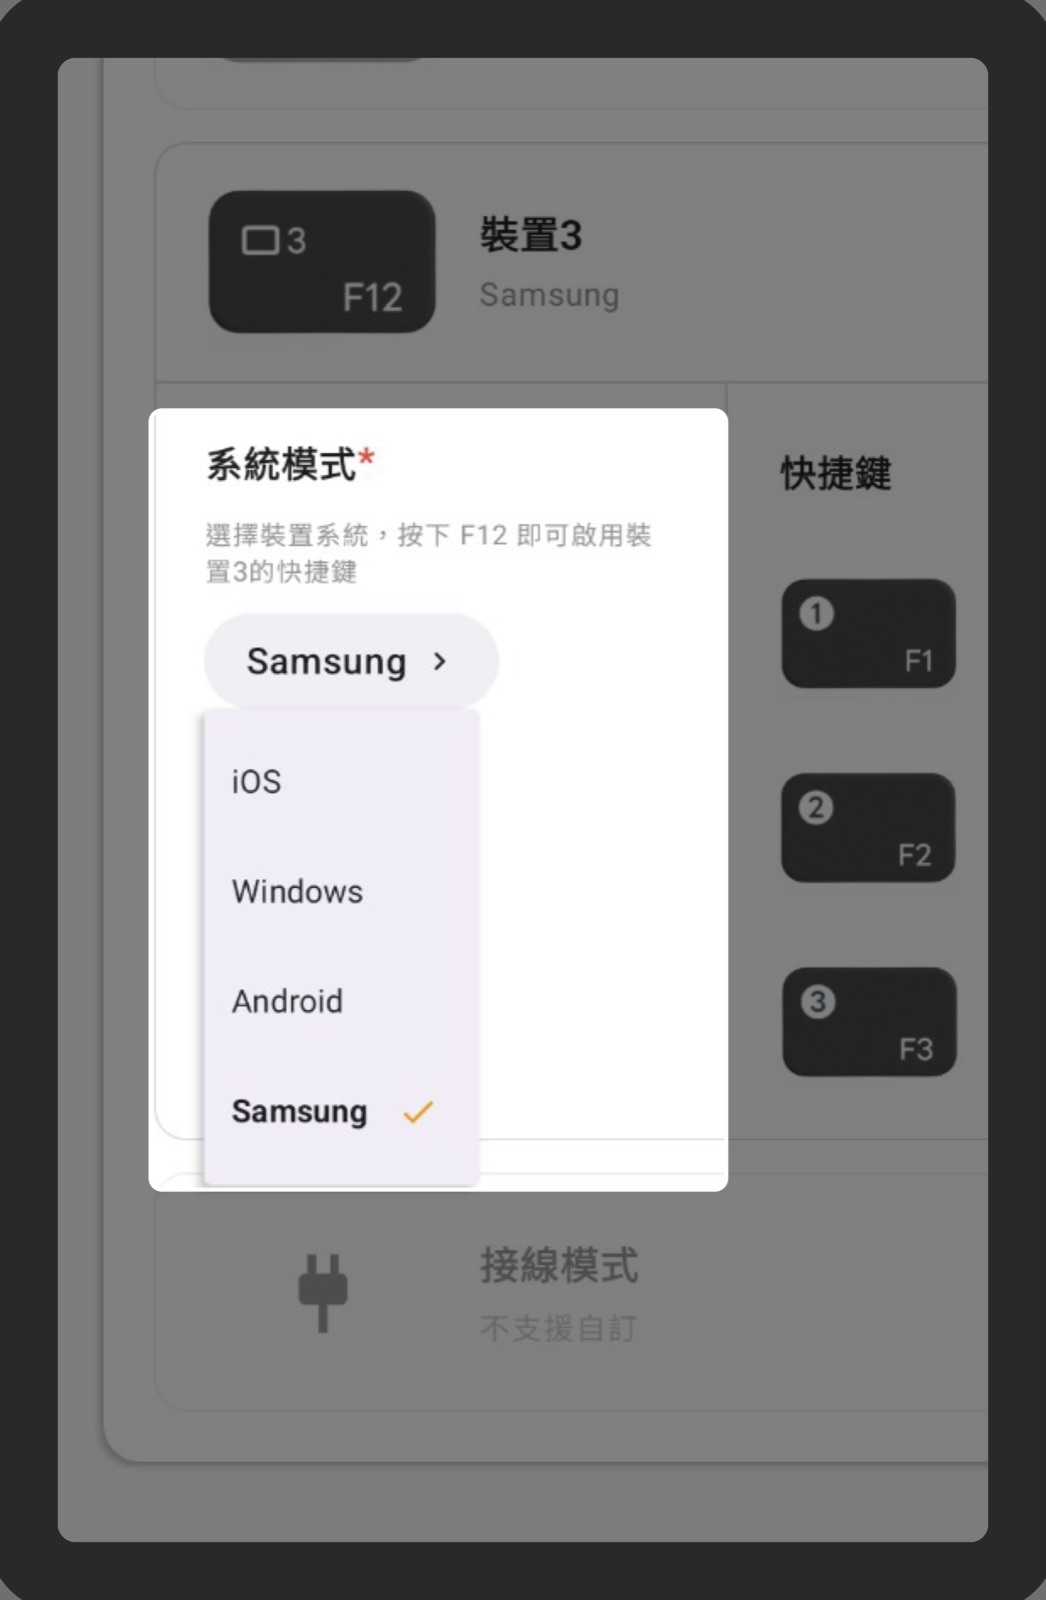 3
F12
裝置3
Samsung
系統模式*
選擇裝置系統，按下 F12 即可啟用裝
置3的快捷鍵
Samsung >
iOS
Windows
Android
Samsung
快捷鍵
1
F1
2
F2
3
F3
接線模式
不支援自訂